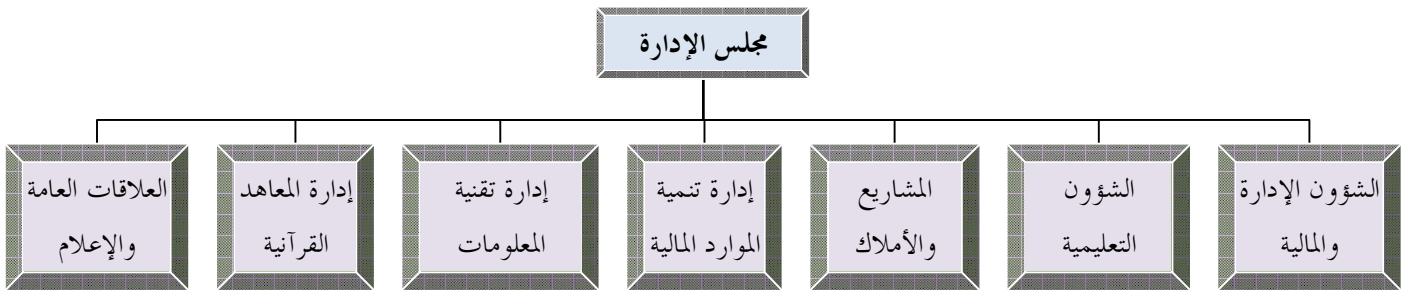 مجلس الإدارة
الشؤون الإدارة
والمالية
الشؤون
التعليمية
المشاريع
والأملاك
إدارة تنمية
الموارد المالية
إدارة تقنية
المعلومات
إدارة المعاهد
القرآنية
العلاقات العامة
والإعلام